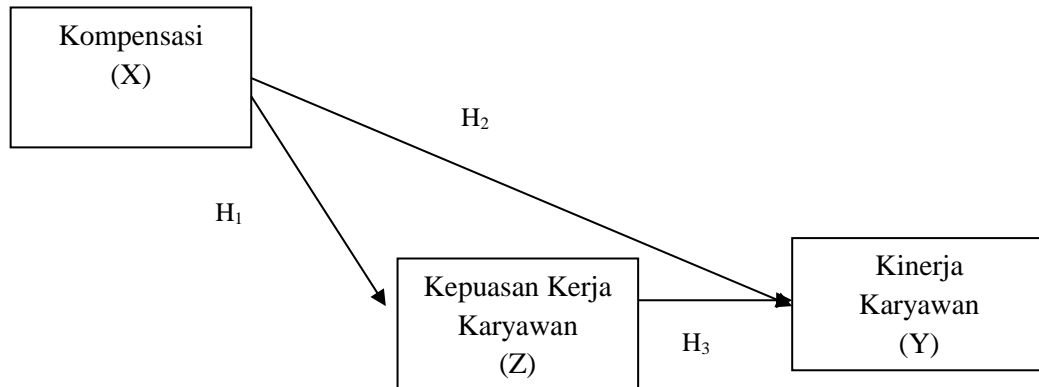 Kompensasi
(X)
H₂
H₁
Kepuasan Kerja
Karyawan
(Z)
H₃
Kinerja
Karyawan
(Y)